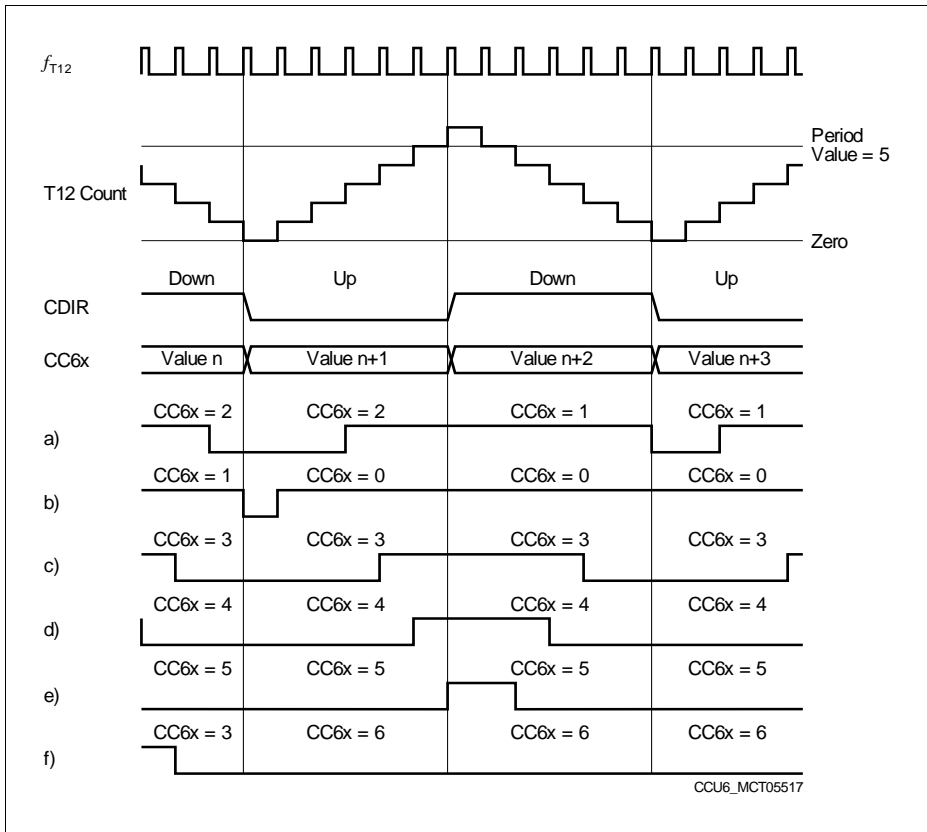 fT12
Period
Value = 5
T12 Count
Zero
Down Up Down Up
CDIR
CC6x Value n Value n+1 Value n+2 Value n+3
CC6x = 2 CC6x = 2 CC6x = 1 CC6x = 1
a)
CC6x = 1 CC6x = 0 CC6x = 0 CC6x = 0
b)
CC6x = 3 CC6x = 3 CC6x = 3 CC6x = 3
c)
CC6x = 4 CC6x = 4 CC6x = 4 CC6x = 4
d)
CC6x = 5 CC6x = 5 CC6x = 5 CC6x = 5
e)
CC6x = 3 CC6x = 6 CC6x = 6 CC6x = 6
f)
CCU6_MCT05517